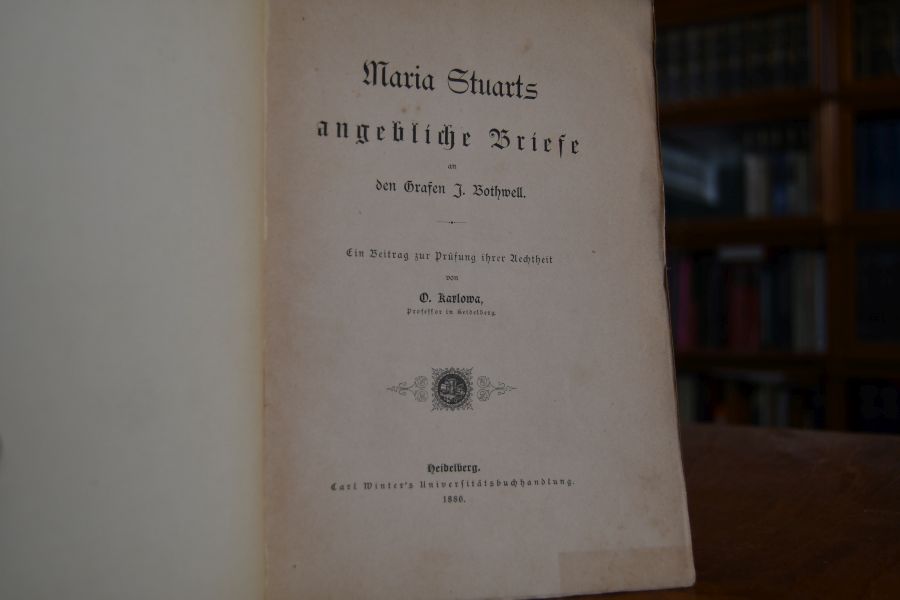 Maria Stuarts
angebliche Briefe
an
den Grafen J. Bothwell.
Ein Beitrag zur Prüfung ihrer Aechtheit
von
O. Karlowa,
Professor in Heidelberg.
Heidelberg.
Carl Winter's Universitätsbuchhandlung.
1886.